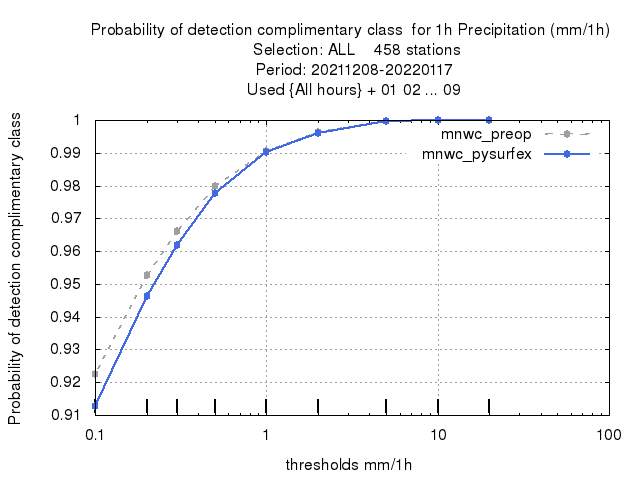 Probability of detection complimentary class  for 1h Precipitation (mm/1h)
Selection: ALL    458 stations
Period: 20211208-20220117
Used {All hours} + 01 02 ... 09
Probability of detection complimentary class
1
0.99
0.98
0.97
0.96
0.95
0.94
0.93
0.92
0.91
mnwc_preop
mnwc_pysurfex
0.1
1
10
100
thresholds mm/1h